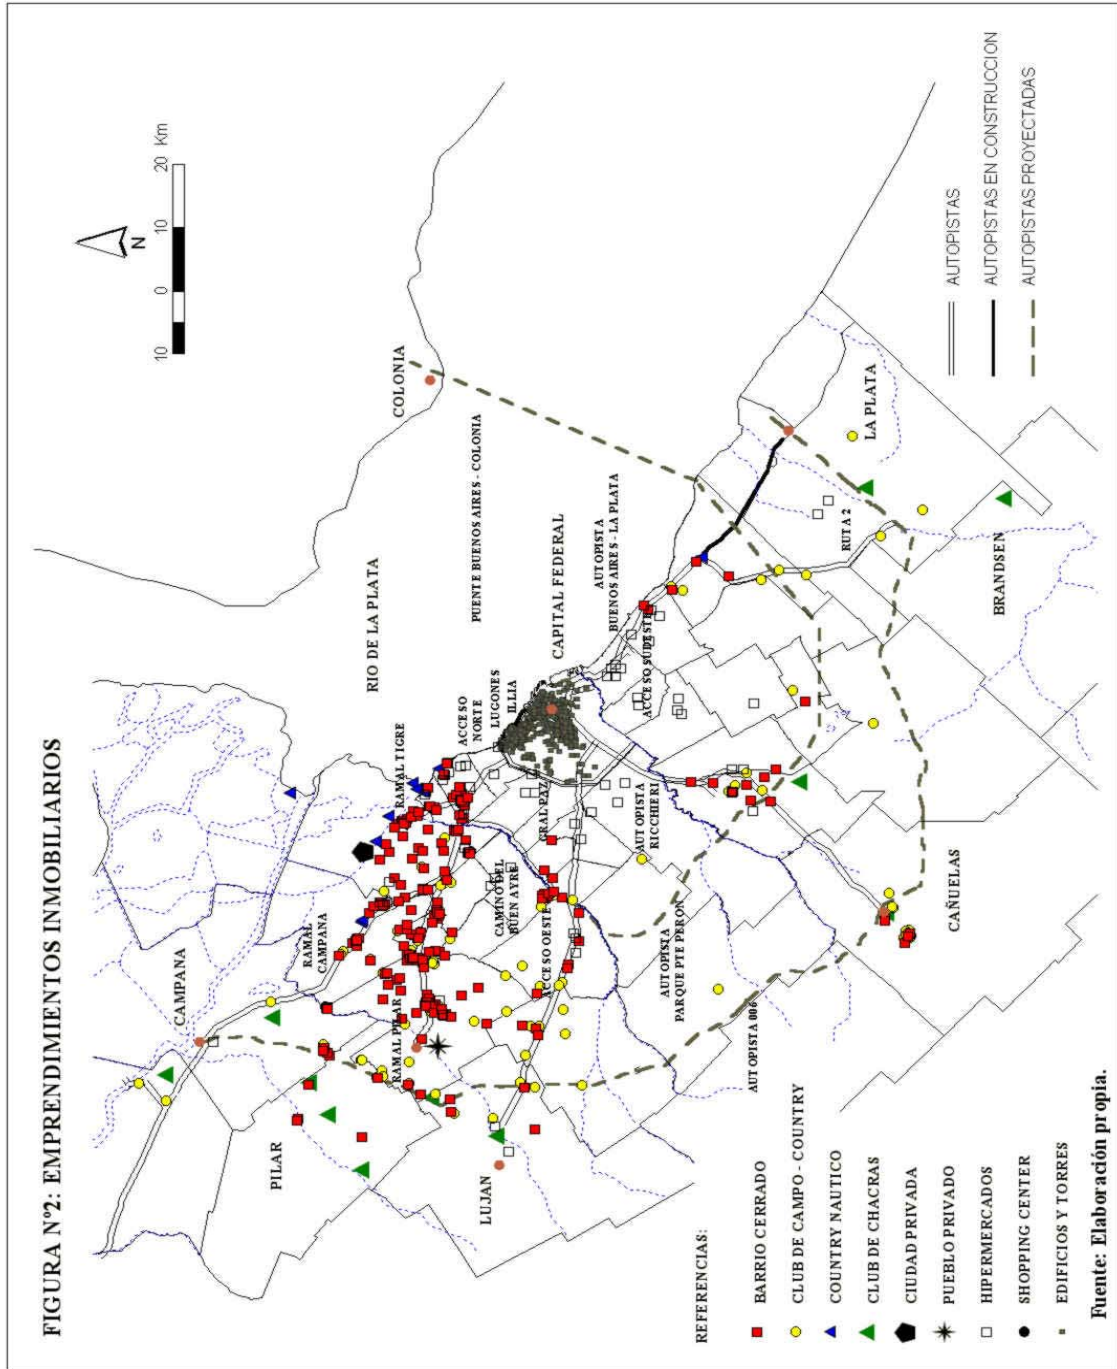 FIGURA Nº2: EMPRENDIMIENTOS INMOBILIARIOS
10 0 10 20 Km
N
COLONIA
RIO DE LA PLATA
PUENTE BUENOS AIRES - COLONIA
CAMPANA
RAMAL
CAMPANA
RAMAL TIGRE
ACCESO
NORTE
LUGONES
ILLIA
CAPITAL FEDERAL
AUTOPISTA
BUENOS AIRES - LA PLATA
PILAR
RAMAL PILAR
CAMINO DEL
BUEN AYRE
GRAL PAZ
ACCESO SUDESTE
LUJAN
ACCESO OESTE
AUTOPISTA
RICCHIERI
LA PLATA
RUTA 2
AUTOPISTA
PARQUE PTE PERON
AUTOPISTA 006
CAÑUELAS
BRANDSEN
REFERENCIAS:
BARRIO CERRADO
CLUB DE CAMPO - COUNTRY
COUNTRY NAUTICO
CLUB DE CHACRAS
CIUDAD PRIVADA
PUEBLO PRIVADO
HIPERMERCADOS
SHOPPING CENTER
EDIFICIOS Y TORRES
AUTOPISTAS
AUTOPISTAS EN CONSTRUCCION
AUTOPISTAS PROYECTADAS
Fuente: Elaboración propia.